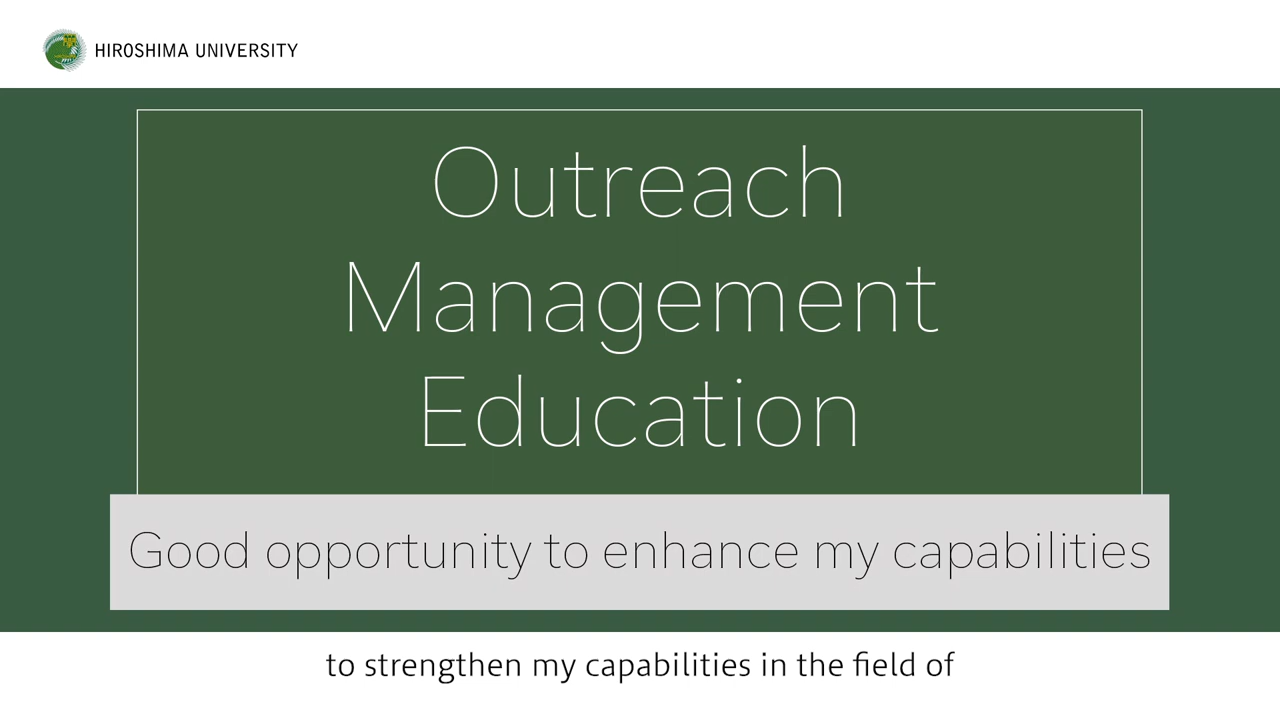 HIROSHIMA UNIVERSITY
Outreach
Management
Education
Good opportunity to enhance my capabilities
to strengthen my capabilities in the field of